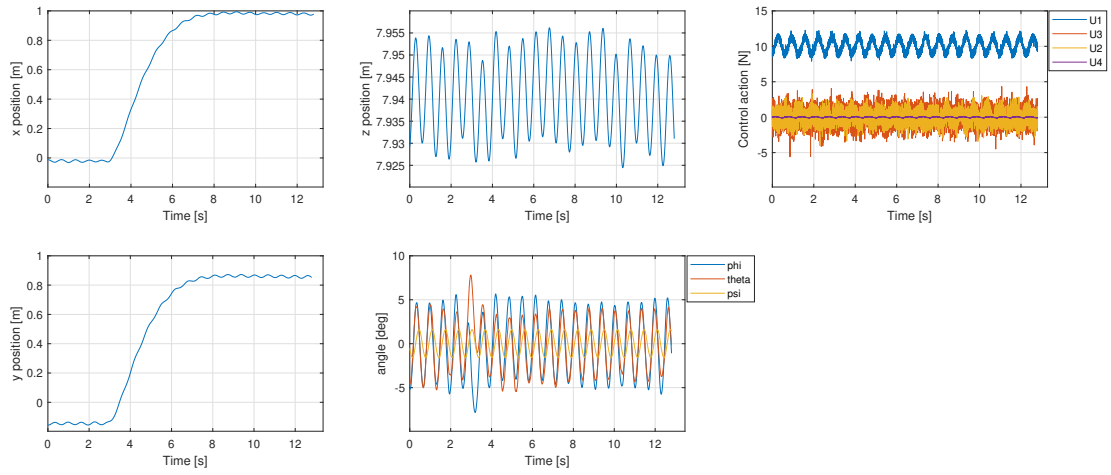 x position [m]
1
0.8
0.6
0.4
0.2
0
0 2 4 6 8 10 12
Time [s]
z position [m]
7.955
7.95
7.945
7.94
7.935
7.93
7.925
0 2 4 6 8 10 12
Time [s]
Control action [N]
15
10
5
0
-5
0 2 4 6 8 10 12
Time [s]
U1
U3
U2
U4
y position [m]
1
0.8
0.6
0.4
0.2
0
0 2 4 6 8 10 12
Time [s]
angle [deg]
10
5
0
-5
-10
0 2 4 6 8 10 12
Time [s]
phi
theta
psi